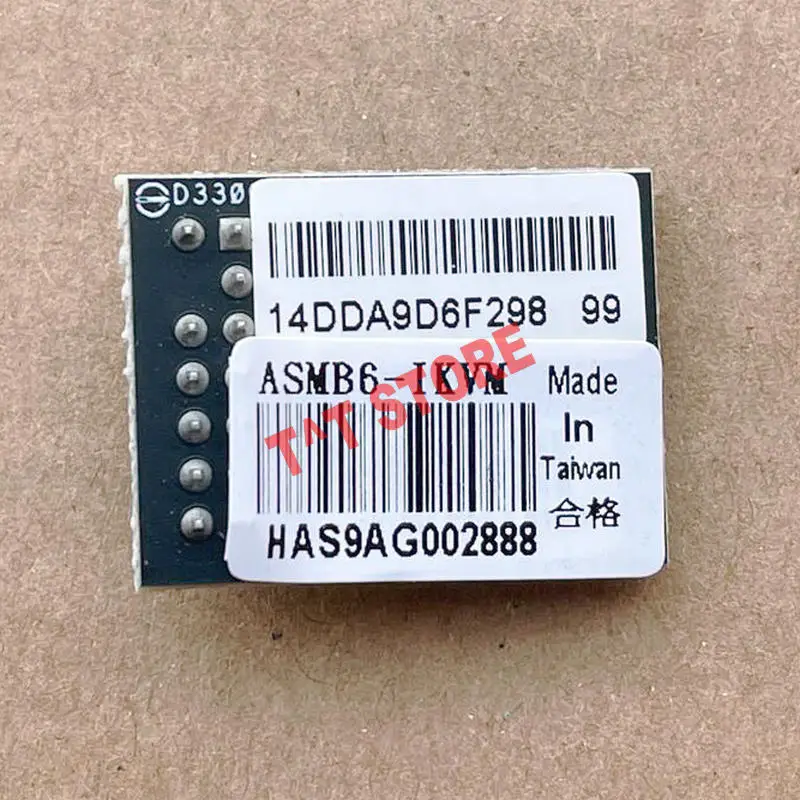 D330
14DDA9D6F298 99
ASMB6-IKVM
Made
In
Taiwan
合格
HAS9AG002888
T^T STORE